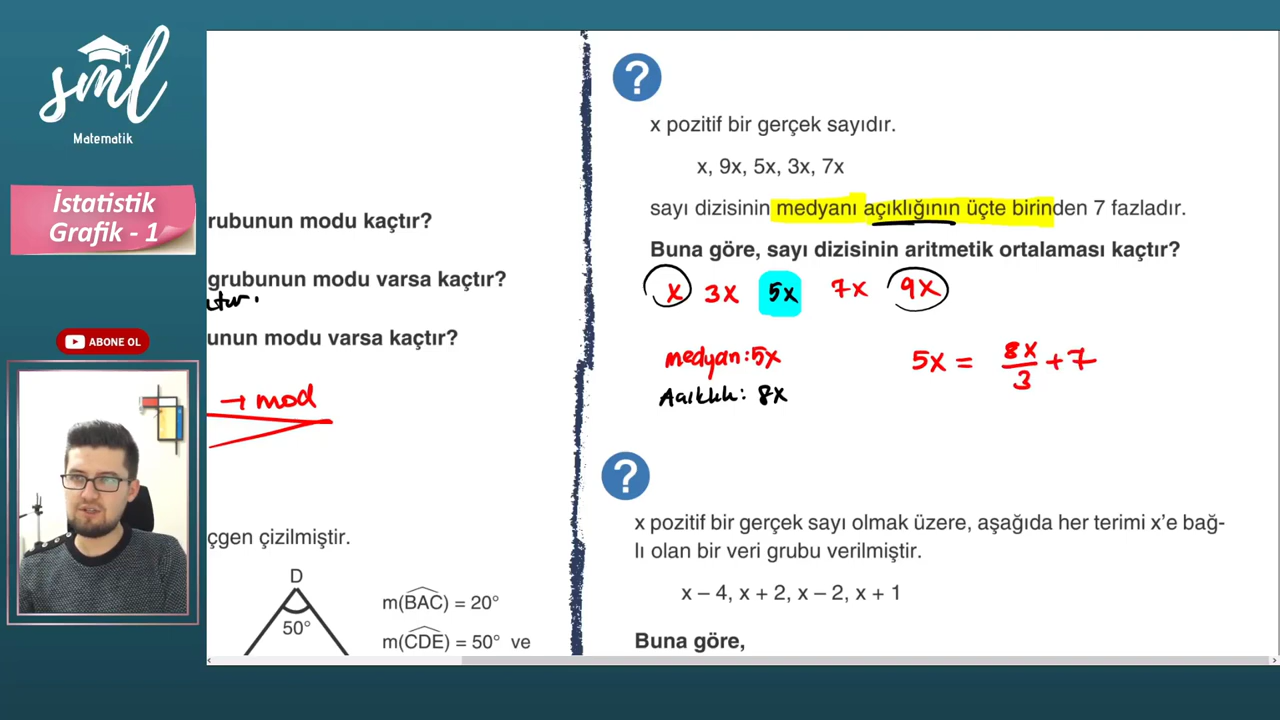 sml
Matematik
İstatistik
Grafik - 1
ABONE OL
rubunun modu kaçtır?
grubunun modu varsa kaçtır?
unun modu varsa kaçtır?
→ mod
çgen çizilmiştir.
D
50°
m(BAC) = 20°
m(CDE) = 50° ve
?
x pozitif bir gerçek sayıdır.
x, 9x, 5x, 3x, 7x
sayı dizisinin medyanı açıklığının üçte birinden 7 fazladır.
Buna göre, sayı dizisinin aritmetik ortalaması kaçtır?
x 3x 5x 7x 9x
medyan: 5x
Açıklık: 8x
5x = 8x/3 + 7
?
x pozitif bir gerçek sayı olmak üzere, aşağıda her terimi x'e bağ-
lı olan bir veri grubu verilmiştir.
x – 4, x + 2, x – 2, x + 1
Buna göre,